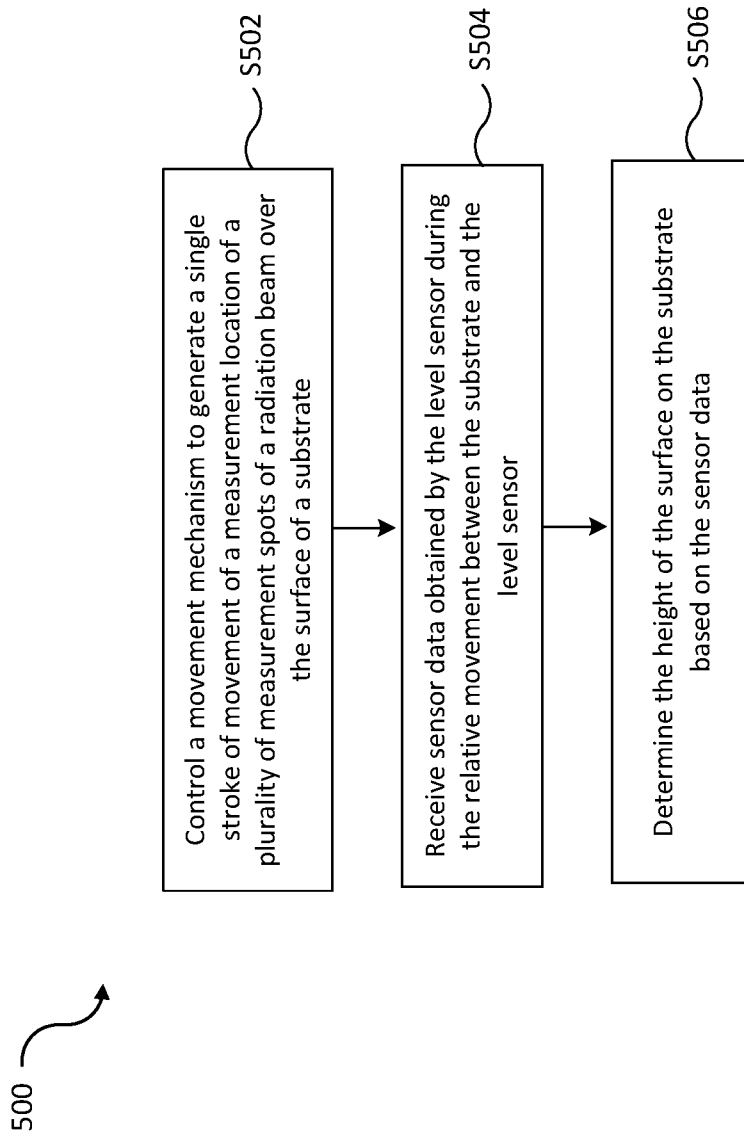 500
Control a movement mechanism to generate a single
stroke of movement of a measurement location of a
plurality of measurement spots of a radiation beam over
the surface of a substrate
S502
Receive sensor data obtained by the level sensor during
the relative movement between the substrate and the
level sensor
S504
Determine the height of the surface on the substrate
based on the sensor data
S506